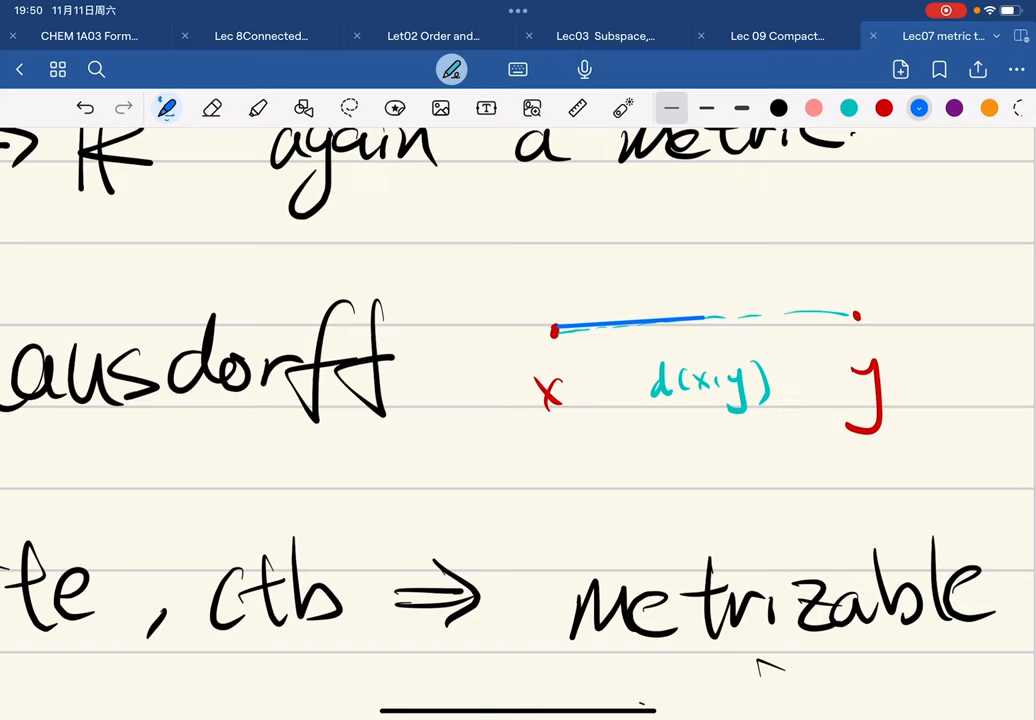 19:50 11月11日周六
CHEM 1A03 Form... Lec 8Connected... Let02 Order and... Lec03 Subspace,... Lec 09 Compact... Lec07 metric t...
again a metric.
ausdorff
x d(x,y) y
te, ctb ⇒ metrizable